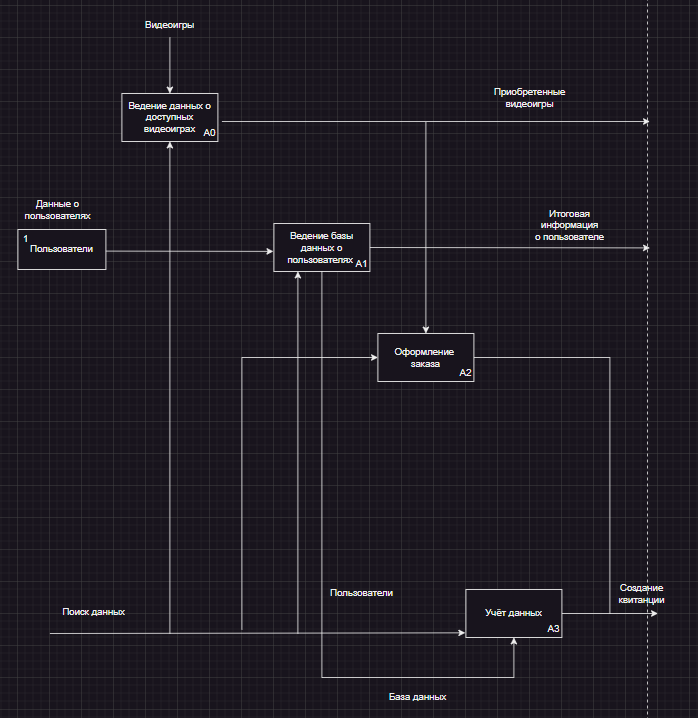 Видеоигры
Ведение данных о
доступных
видеоиграх
A0
Приобретенные
видеоигры
Данные о
пользователях
1
Пользователи
Ведение базы
данных о
пользователях
A1
Итоговая
информация
о пользователе
Оформление
заказа
A2
Поиск данных
Пользователи
Учёт данных
A3
Создание
квитанции
База данных